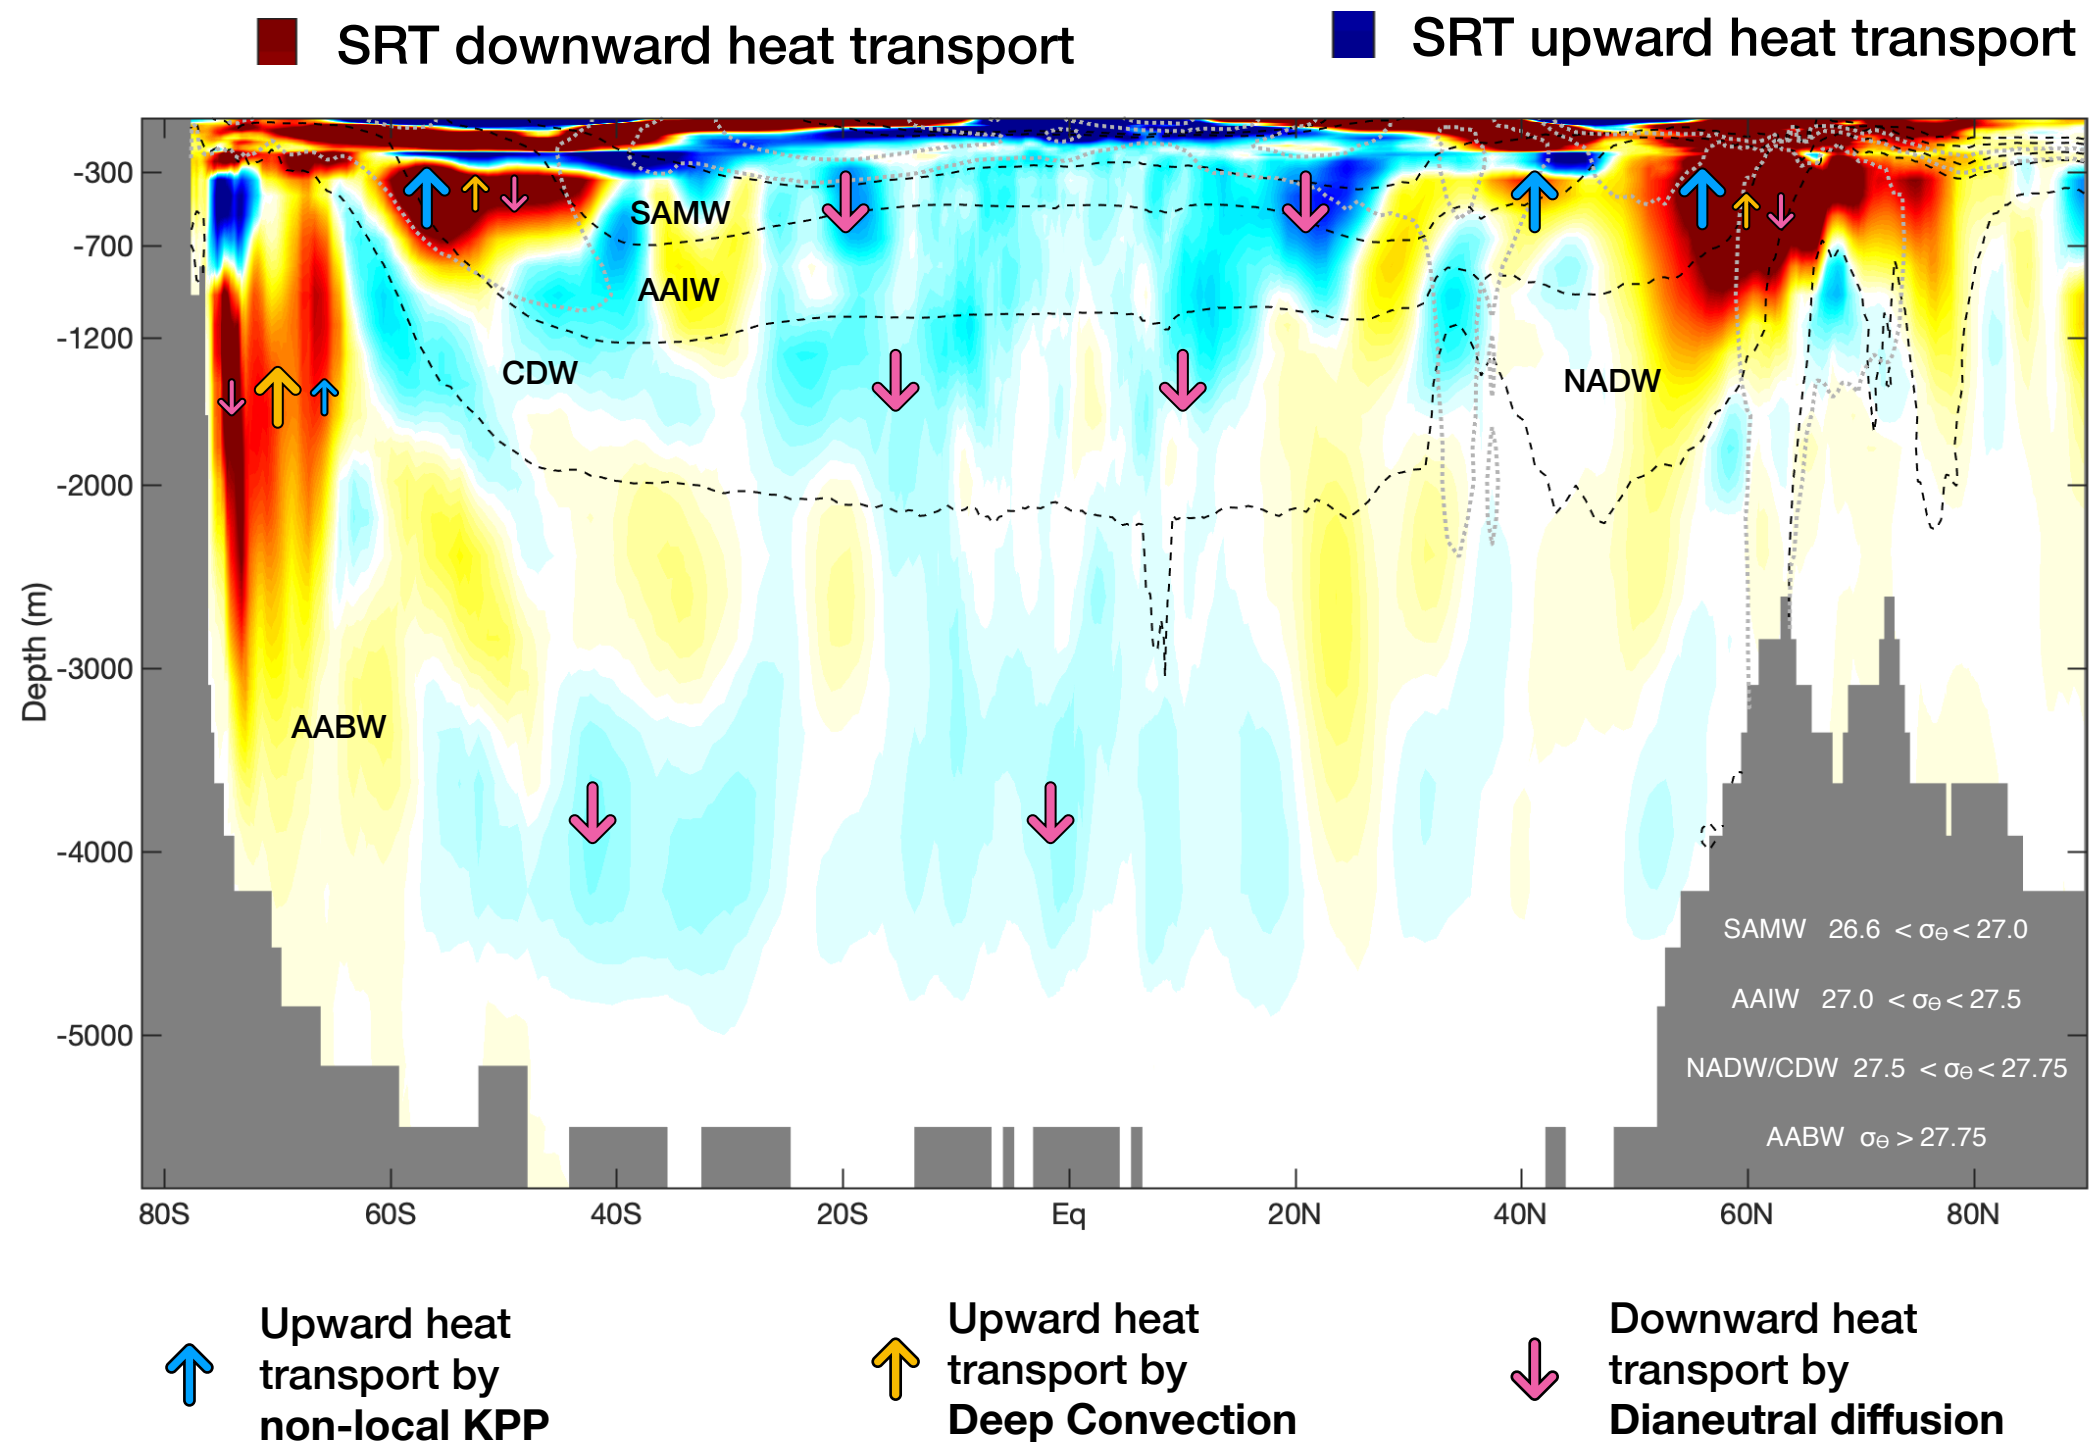 SRT downward heat transport
SRT upward heat transport
-300
-700
-1200
-2000
-3000
-4000
-5000
Depth (m)
SAMW
AAIW
CDW
NADW
AABW
SAMW 26.6 < σϴ < 27.0
AAIW 27.0 < σϴ < 27.5
NADW/CDW 27.5 < σϴ < 27.75
AABW σϴ > 27.75
80S 60S 40S 20S Eq 20N 40N 60N 80N
Upward heat
transport by
non-local KPP
Upward heat
transport by
Deep Convection
Downward heat
transport by
Dianeutral diffusion